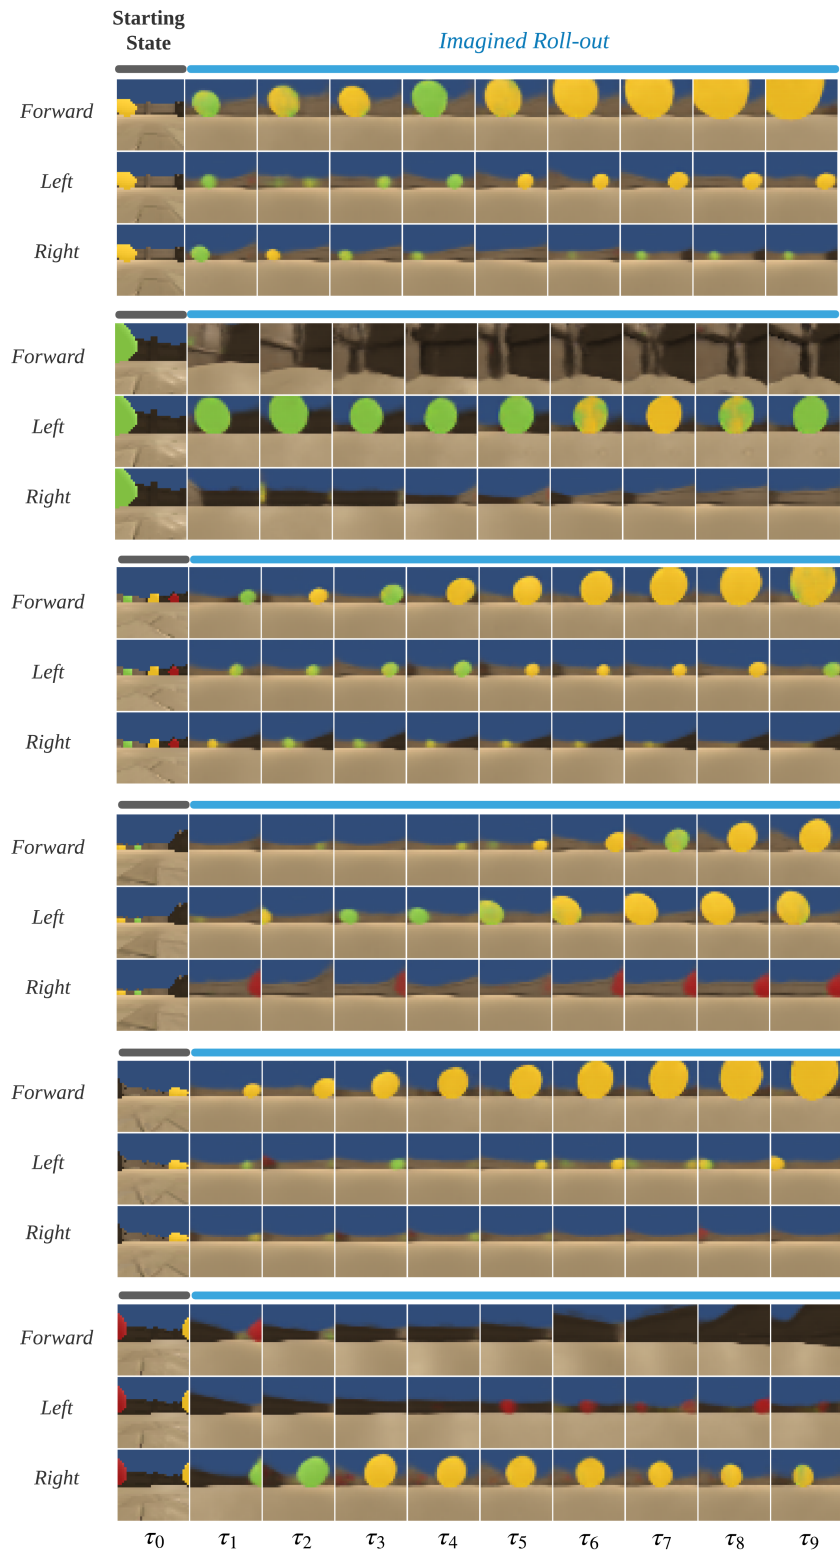 Starting
State
Imagined Roll-out
Forward
Left
Right
Forward
Left
Right
Forward
Left
Right
Forward
Left
Right
Forward
Left
Right
Forward
Left
Right
τ0 τ1 τ2 τ3 τ4 τ5 τ6 τ7 τ8 τ9